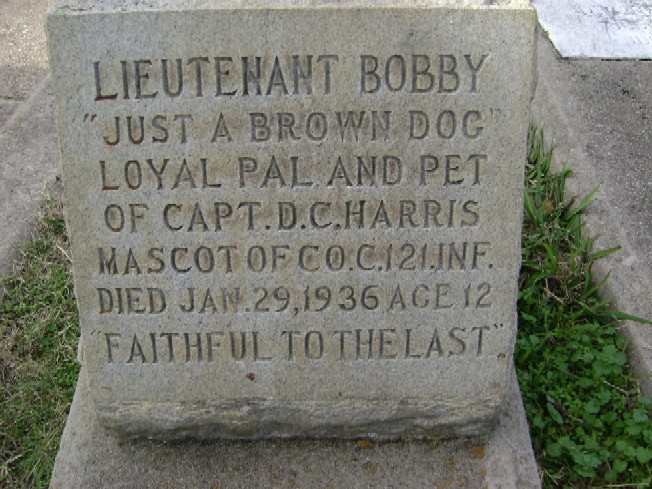 LIEUTENANT BOBBY
"JUST A BROWN DOG"
LOYAL PAL AND PET
OF CAPT. D.C. HARRIS
MASCOT OF CO. C, 121, INF.
DIED JAN. 29, 1936 AGE 12
"FAITHFUL TO THE LAST"